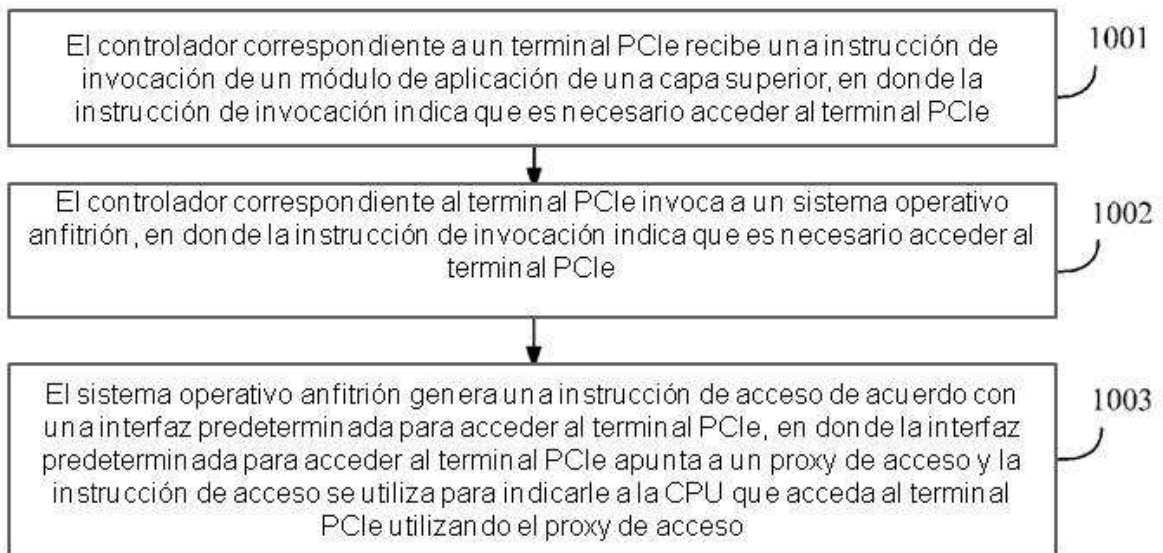 El controlador correspondiente a un terminal PCIe recibe una instrucción de
invocación de un módulo de aplicación de una capa superior, en donde la
instrucción de invocación indica que es necesario acceder al terminal PCIe
1001
El controlador correspondiente al terminal PCIe invoca a un sistema operativo
anfitrión, en donde la instrucción de invocación indica que es necesario acceder al
terminal PCIe
1002
El sistema operativo anfitrión genera una instrucción de acceso de acuerdo con
una interfaz predeterminada para acceder al terminal PCIe, en donde la interfaz
predeterminada para acceder al terminal PCIe apunta a un proxy de acceso y la
instrucción de acceso se utiliza para indicarle a la CPU que acceda al terminal
PCIe utilizando el proxy de acceso
1003